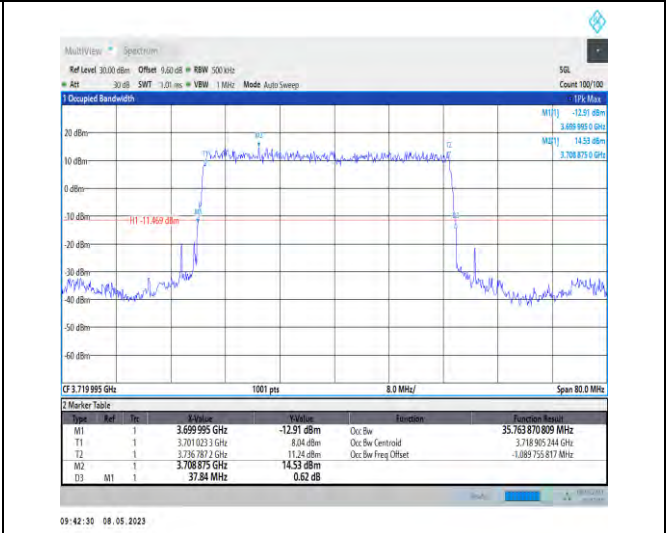 MultiView Spectrum
Ref Level 30.00 dBm Offset 9.60 dB RBW 500 kHz SGL
Att 30 dB SWT 1.01 ms VBW 1 MHz Mode Auto Sweep Count 100/100
1 Occupied Bandwidth 1Pk Max
M1[1] -12.91 dBm
3.699 995 0 GHz
M2[1] 14.53 dBm
3.708 875 0 GHz
20 dBm
10 dBm
0 dBm
-10 dBm
H1 -11.469 dBm
-20 dBm
-30 dBm
-40 dBm
-50 dBm
-60 dBm
M2
T2
CF 3.719 995 GHz 1001 pts 8.0 MHz/ Span 80.0 MHz
2 Marker Table
Type Ref Trc X-Value Y-Value Function Function Result
M1 1 3.699 995 GHz -12.91 dBm Occ Bw 35.763 870 809 MHz
T1 1 3.701 023 3 GHz 8.04 dBm Occ Bw Centroid 3.718 905 244 GHz
T2 1 3.736 787 2 GHz 11.24 dBm Occ Bw Freq Offset -1.089 755 817 MHz
M2 1 3.708 875 GHz 14.53 dBm
D3 M1 1 37.84 MHz 0.62 dB
09:42:30 08.05.2023